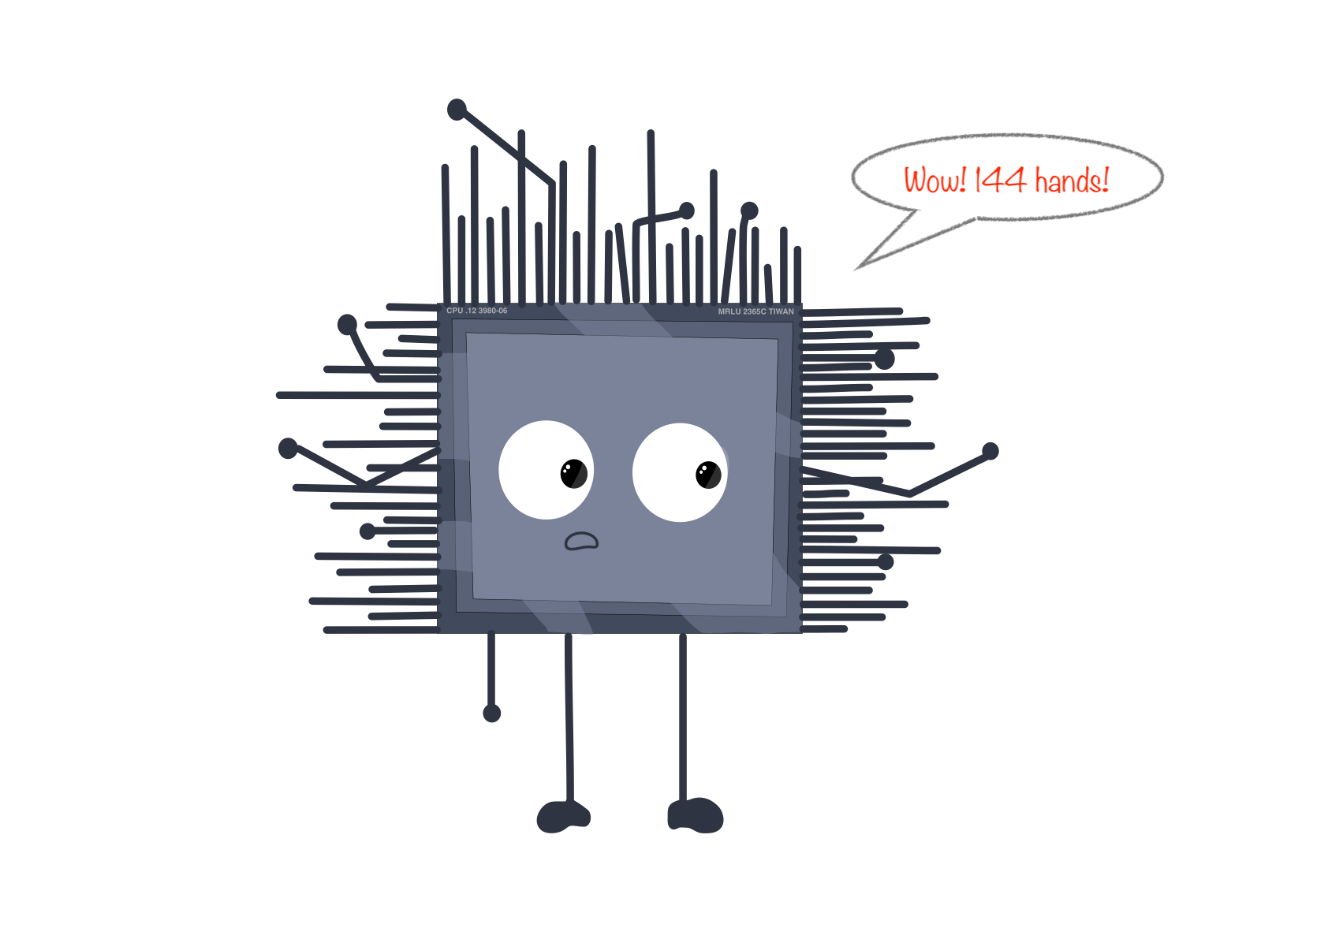 Wow! 144 hands!
CPU .12 3980-06
MRLU 2365C TIWAN